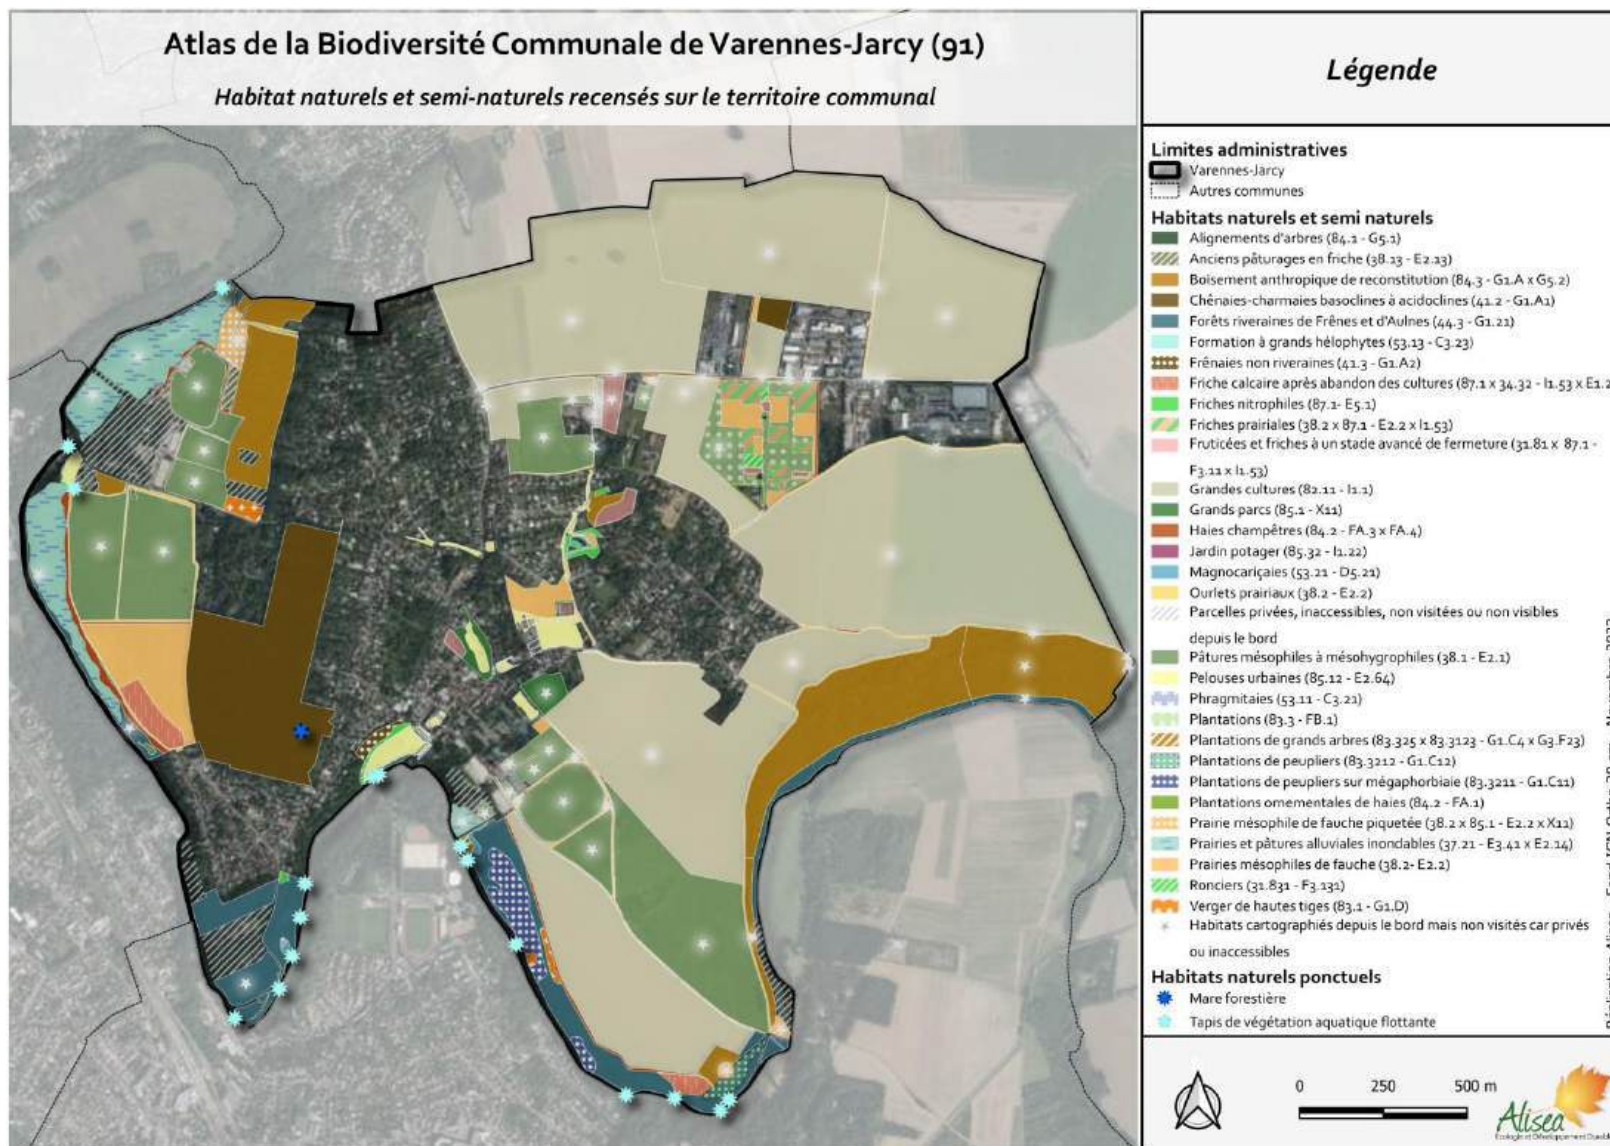 Atlas de la Biodiversité Communale de Varennes-Jarcy (91)
Habitat naturels et semi-naturels recensés sur le territoire communal
Légende
Limites administratives
Varennes-Jarcy
Autres communes
Habitats naturels et semi naturels
Alignements d'arbres (84.1 - G5.1)
Anciens pâturages en friche (38.13 - E2.13)
Boisement anthropique de reconstitution (84.3 - G1.A x G5.2)
Chênaies-charmaies basoclines à acidoclines (41.2 - G1.A1)
Forêts riveraines de Frênes et d'Aulnes (44.3 - G1.21)
Formation à grands hélophytes (53.13 - C3.23)
Frênaies non riveraines (41.3 - G1.A2)
Friche calcaire après abandon des cultures (87.1 x 34.32 - I1.53 x E1.2
Friches nitrophiles (87.1- E5.1)
Friches prairiales (38.2 x 87.1 - E2.2 x I1.53)
Fruticées et friches à un stade avancé de fermeture (31.81 x 87.1 -
F3.11 x I1.53)
Grandes cultures (82.11 - I1.1)
Grands parcs (85.1 - X11)
Haies champêtres (84.2 - FA.3 x FA.4)
Jardin potager (85.32 - I1.22)
Magnocariçaies (53.21 - D5.21)
Ourlets prairiaux (38.2 - E2.2)
Parcelles privées, inaccessibles, non visitées ou non visibles
depuis le bord
Pâtures mésophiles à mésohygrophiles (38.1 - E2.1)
Pelouses urbaines (85.12 - E2.64)
Phragmitaies (53.11 - C3.21)
Plantations (83.3 - FB.1)
Plantations de grands arbres (83.325 x 83.3123 - G1.C4 x G3.F23)
Plantations de peupliers (83.3212 - G1.C12)
Plantations de peupliers sur mégaphorbiaie (83.3211 - G1.C11)
Plantations ornementales de haies (84.2 - FA.1)
Prairie mésophile de fauche piquetée (38.2 x 85.1 - E2.2 x X11)
Prairies et pâtures alluviales inondables (37.21 - E3.41 x E2.14)
Prairies mésophiles de fauche (38.2- E2.2)
Ronciers (31.831 - F3.131)
Verger de hautes tiges (83.1 - G1.D)
Habitats cartographiés depuis le bord mais non visités car privés
ou inaccessibles
Habitats naturels ponctuels
Mare forestière
Tapis de végétation aquatique flottante
0 250 500 m
Alisea